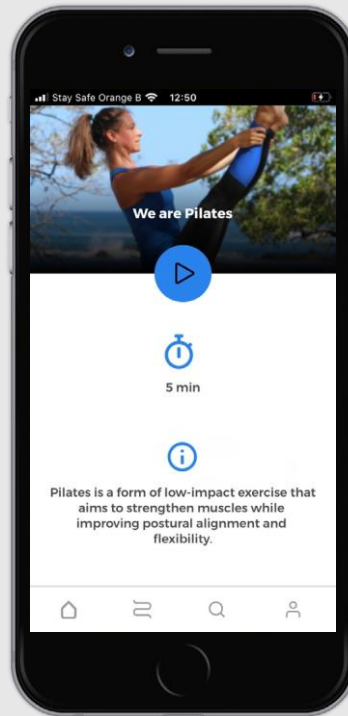 Stay Safe Orange B 12:50
We are Pilates
5 min
Pilates is a form of low-impact exercise that
aims to strengthen muscles while
improving postural alignment and
flexibility.